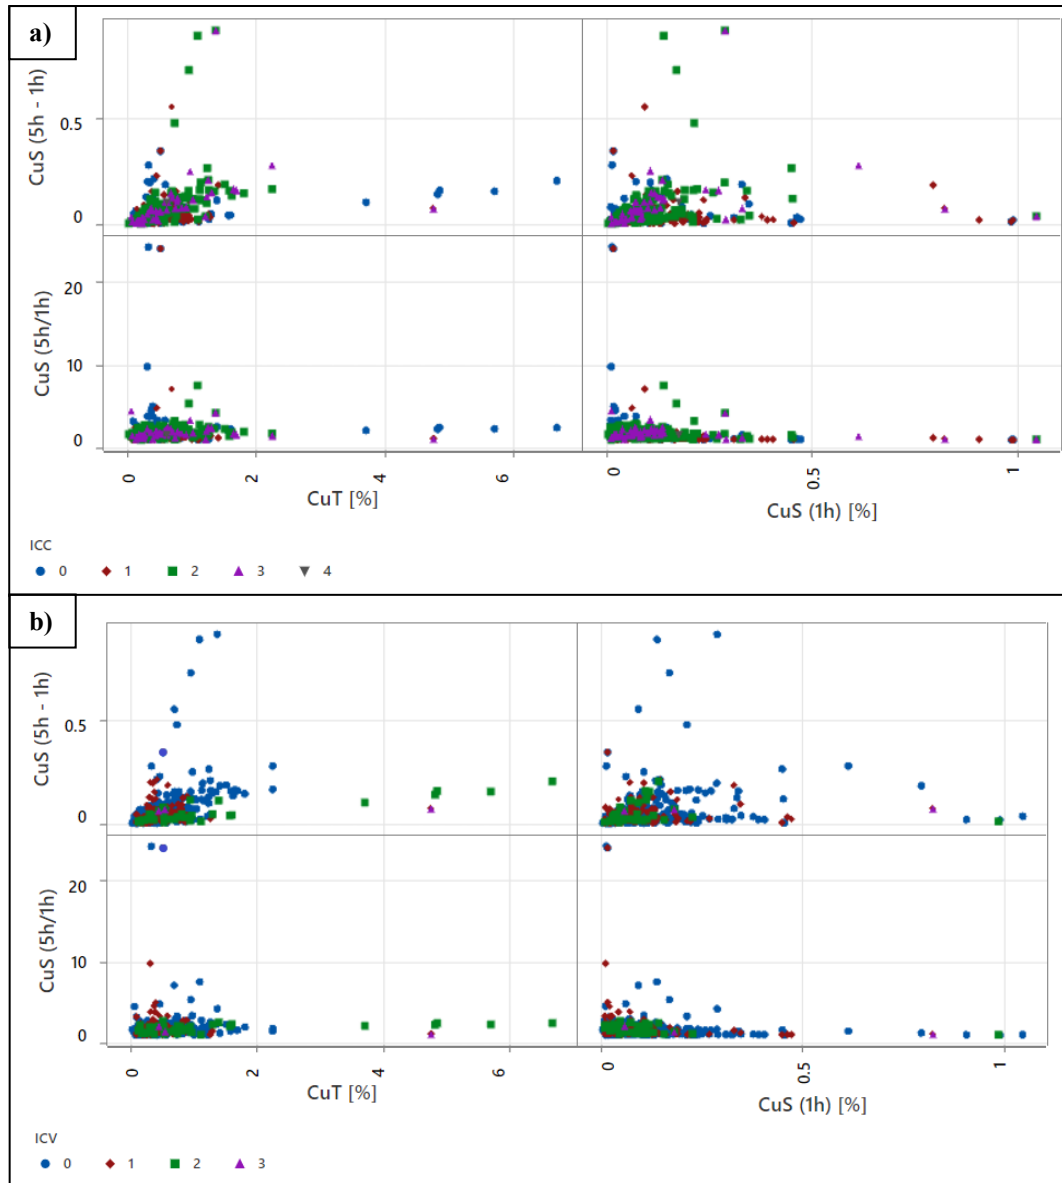 a)
CuS (5h - 1h)
0.5
0
CuS (5h/1h)
20
10
0
0 2 4 6 0 0.5 1
CuT [%] CuS (1h) [%]
ICC
0 1 2 3 4
b)
CuS (5h - 1h)
0.5
0
CuS (5h/1h)
20
10
0
0 2 4 6 0 0.5 1
CuT [%] CuS (1h) [%]
ICV
0 1 2 3